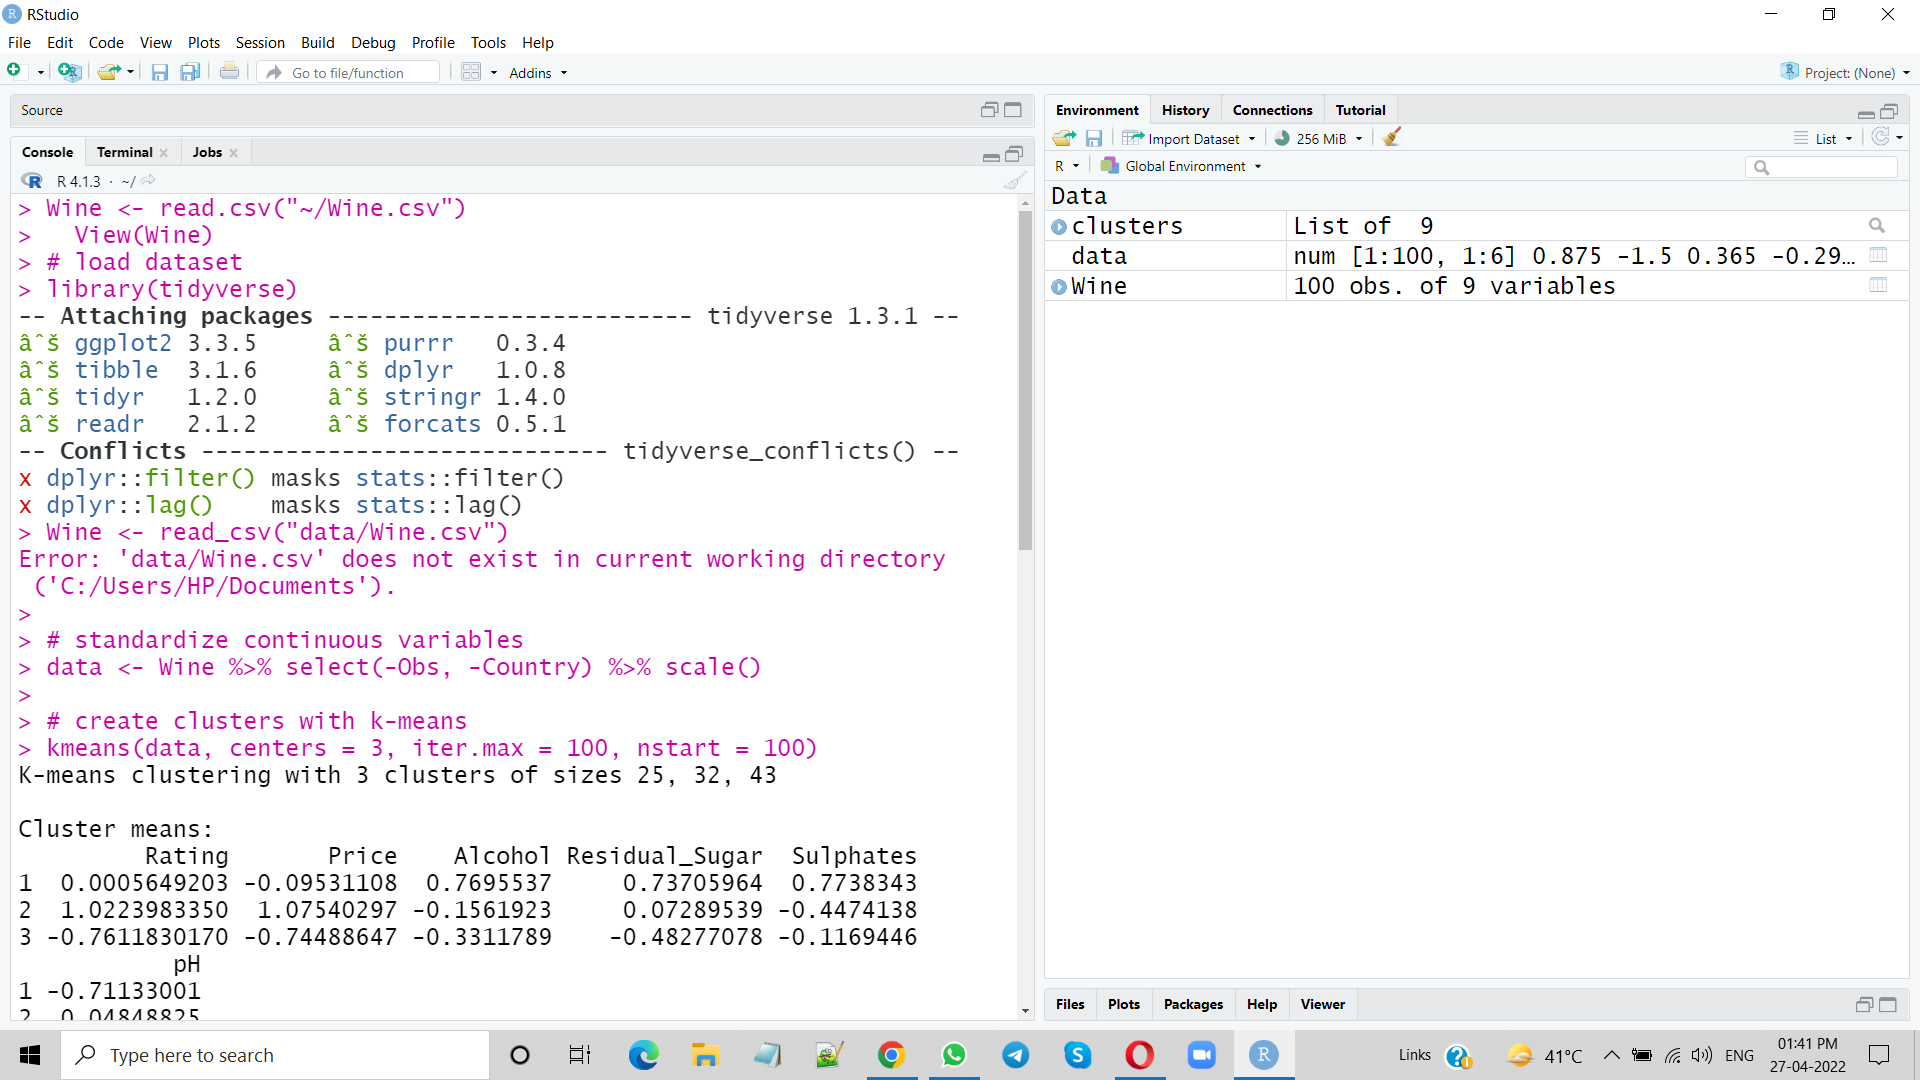 RStudio
File Edit Code View Plots Session Build Debug Profile Tools Help
Go to file/function Addins Project: (None)
Source
Console Terminal Jobs
R 4.1.3 · ~/
> Wine <- read.csv("~/Wine.csv")
>   View(Wine)
> # load dataset
> library(tidyverse)
-- Attaching packages -------------------------- tidyverse 1.3.1 --
âˆš ggplot2 3.3.5     âˆš purrr   0.3.4
âˆš tibble  3.1.6     âˆš dplyr   1.0.8
âˆš tidyr   1.2.0     âˆš stringr 1.4.0
âˆš readr   2.1.2     âˆš forcats 0.5.1
-- Conflicts ----------------------------- tidyverse_conflicts() --
x dplyr::filter() masks stats::filter()
x dplyr::lag()    masks stats::lag()
> Wine <- read_csv("data/Wine.csv")
Error: 'data/Wine.csv' does not exist in current working directory
 ('C:/Users/HP/Documents').
>
> # standardize continuous variables
> data <- Wine %>% select(-Obs, -Country) %>% scale()
>
> # create clusters with k-means
> kmeans(data, centers = 3, iter.max = 100, nstart = 100)
K-means clustering with 3 clusters of sizes 25, 32, 43
Cluster means:
         Rating       Price    Alcohol Residual_Sugar  Sulphates
1  0.0005649203 -0.09531108  0.7695537     0.73705964  0.7738343
2  1.0223983350  1.07540297 -0.1561923     0.07289539 -0.4474138
3 -0.7611830170 -0.74488647 -0.3311789    -0.48277078 -0.1169446
           pH
1 -0.71133001
2  0.04848825
Environment History Connections Tutorial
Import Dataset 256 MiB List
R Global Environment
Data
clusters List of  9
data num [1:100, 1:6] 0.875 -1.5 0.365 -0.29...
Wine 100 obs. of 9 variables
Files Plots Packages Help Viewer
Type here to search
Links 41°C ENG 01:41 PM
27-04-2022